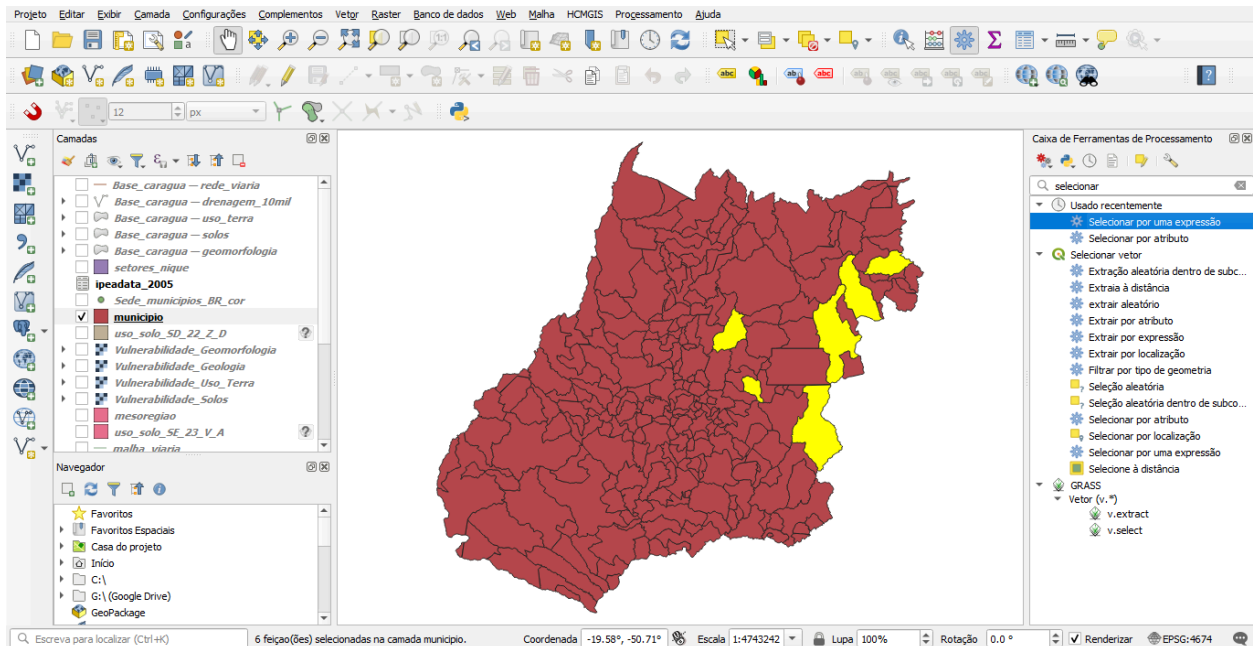 Projeto Editar Exibir Camada Configurações Complementos Vetor Raster Banco de dados Web Malha HCMGIS Processamento Ajuda
abc abc abc
12 px
Camadas
Base_caragua — rede_viaria
Base_caragua — drenagem_10mil
Base_caragua — uso_terra
Base_caragua — solos
Base_caragua — geomorfologia
setores_nique
ipeadata_2005
Sede_municipios_BR_cor
municipio
uso_solo_SD_22_Z_D
Vulnerabilidade_Geomorfologia
Vulnerabilidade_Geologia
Vulnerabilidade_Uso_Terra
Vulnerabilidade_Solos
mesoregiao
uso_solo_SE_23_V_A
malha_viaria
Navegador
Favoritos
Favoritos Espaciais
Casa do projeto
Início
C:\
G:\ (Google Drive)
GeoPackage
Caixa de Ferramentas de Processamento
selecionar
Usado recentemente
Selecionar por uma expressão
Selecionar por atributo
Selecionar vetor
Extração aleatória dentro de subc...
Extraia à distância
extrair aleatório
Extrair por atributo
Extrair por expressão
Extrair por localização
Filtrar por tipo de geometria
Seleção aleatória
Seleção aleatória dentro de subco...
Selecionar por atributo
Selecionar por localização
Selecionar por uma expressão
Selecione à distância
GRASS
Vetor (v.*)
v.extract
v.select
Escreva para localizar (Ctrl+K) 6 feiçao(ões) selecionadas na camada municipio. Coordenada -19.58°, -50.71° Escala 1:4743242 Lupa 100% Rotação 0.0 ° Renderizar EPSG:4674